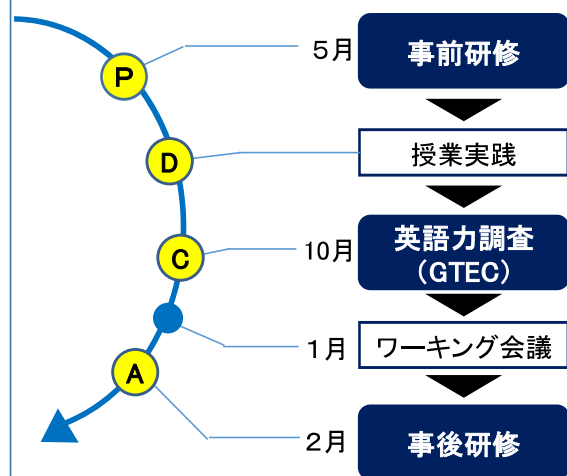 P
5月
事前研修
D
授業実践
C
10月
英語力調査
（GTEC）
1月
ワーキング会議
A
2月
事後研修